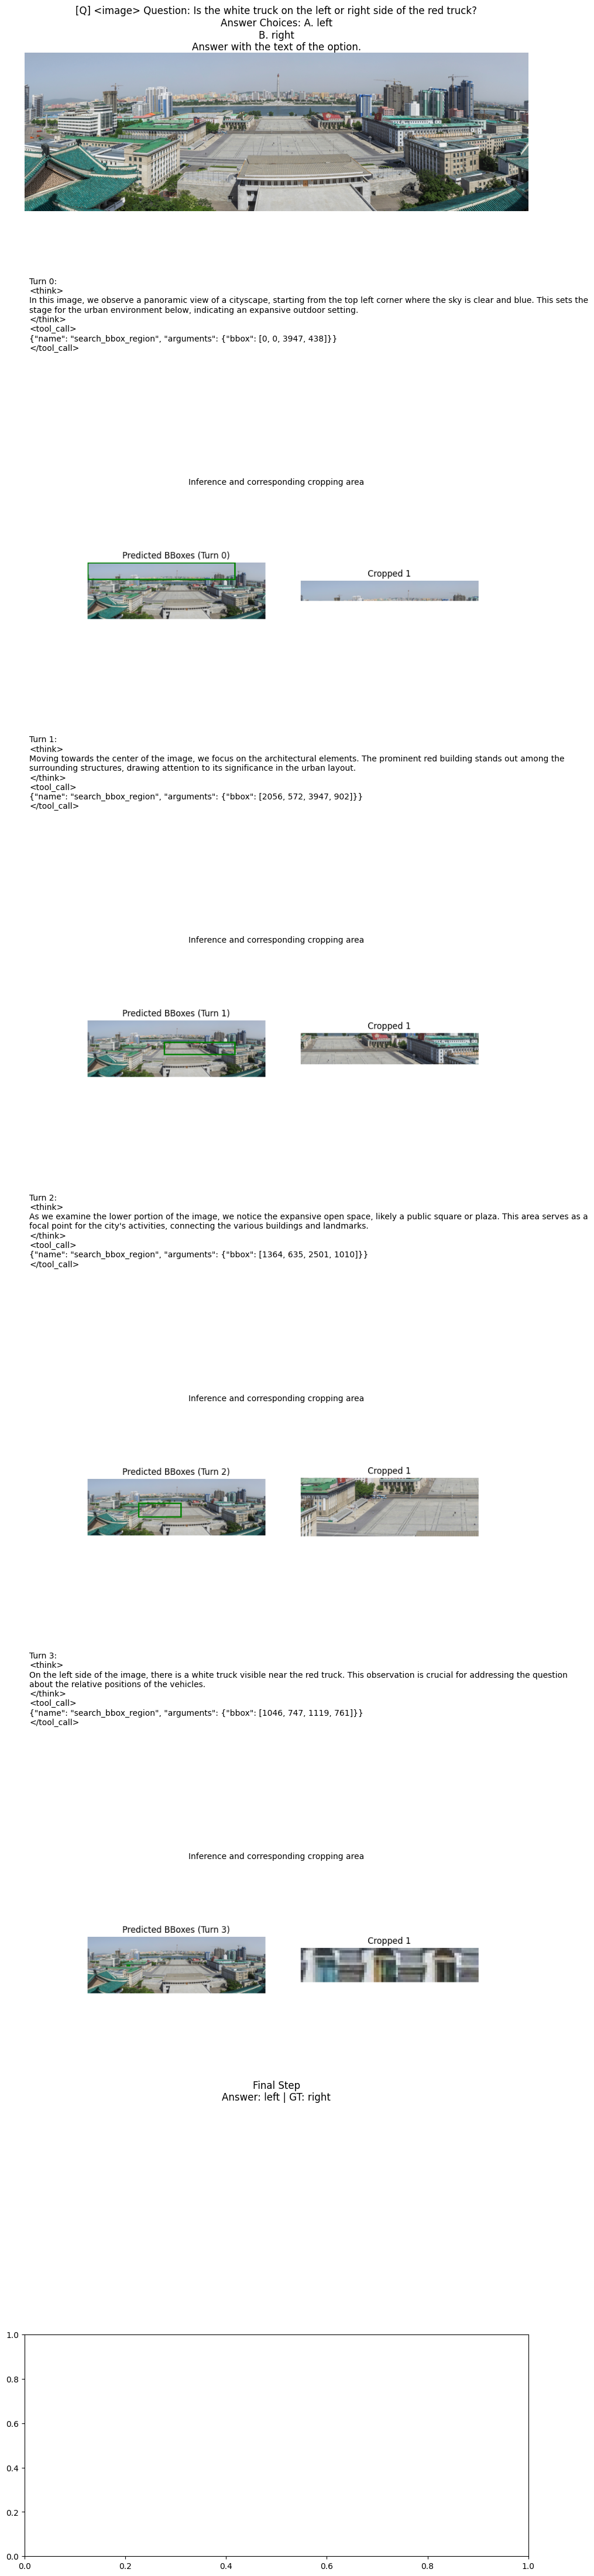 [Q] <image> Question: Is the white truck on the left or right side of the red truck?
Answer Choices: A. left
B. right
Answer with the text of the option.
Turn 0:
<think>
In this image, we observe a panoramic view of a cityscape, starting from the top left corner where the sky is clear and blue. This sets the
stage for the urban environment below, indicating an expansive outdoor setting.
</think>
<tool_call>
{"name": "search_bbox_region", "arguments": {"bbox": [0, 0, 3947, 438]}}
</tool_call>
Inference and corresponding cropping area
Predicted BBoxes (Turn 0)
Cropped 1
Turn 1:
<think>
Moving towards the center of the image, we focus on the architectural elements. The prominent red building stands out among the
surrounding structures, drawing attention to its significance in the urban layout.
</think>
<tool_call>
{"name": "search_bbox_region", "arguments": {"bbox": [2056, 572, 3947, 902]}}
</tool_call>
Inference and corresponding cropping area
Predicted BBoxes (Turn 1)
Cropped 1
Turn 2:
<think>
As we examine the lower portion of the image, we notice the expansive open space, likely a public square or plaza. This area serves as a
focal point for the city's activities, connecting the various buildings and landmarks.
</think>
<tool_call>
{"name": "search_bbox_region", "arguments": {"bbox": [1364, 635, 2501, 1010]}}
</tool_call>
Inference and corresponding cropping area
Predicted BBoxes (Turn 2)
Cropped 1
Turn 3:
<think>
On the left side of the image, there is a white truck visible near the red truck. This observation is crucial for addressing the question
about the relative positions of the vehicles.
</think>
<tool_call>
{"name": "search_bbox_region", "arguments": {"bbox": [1046, 747, 1119, 761]}}
</tool_call>
Inference and corresponding cropping area
Predicted BBoxes (Turn 3)
Cropped 1
Final Step
Answer: left | GT: right
1.0
0.8
0.6
0.4
0.2
0.0
0.0 0.2 0.4 0.6 0.8 1.0